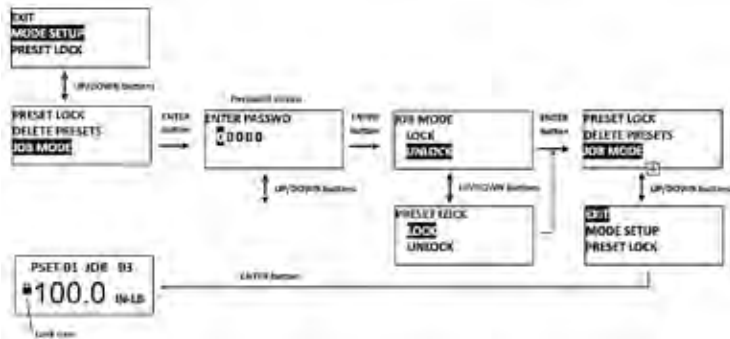 EXIT
MODE SETUP
PRESET LOCK
UP/DOWN buttons
PRESET LOCK
DELETE PRESETS
JOB MODE
ENTER
button
Password screen
ENTER PASSWD
00000
UP/DOWN buttons
ENTER
button
JOB MODE
LOCK
UNLOCK
UP/DOWN buttons
PRESET LOCK
LOCK
UNLOCK
ENTER
button
PRESET LOCK
DELETE PRESETS
JOB MODE
UP/DOWN buttons
EXIT
MODE SETUP
PRESET LOCK
ENTER button
PSET 01 JOB 03
100.0 IN-LB
Lock icon